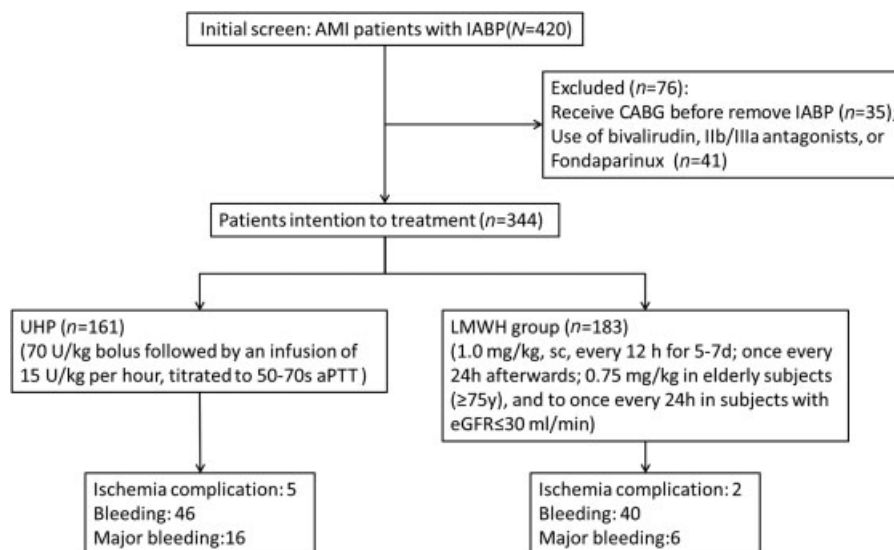 Initial screen: AMI patients with IABP(N=420)
Excluded (n=76):
Receive CABG before remove IABP (n=35);
Use of bivalirudin, IIb/IIIa antagonists, or
Fondaparinux (n=41)
Patients intention to treatment (n=344)
UHP (n=161)
(70 U/kg bolus followed by an infusion of
15 U/kg per hour, titrated to 50-70s aPTT )
LMWH group (n=183)
(1.0 mg/kg, sc, every 12 h for 5-7d; once every
24h afterwards; 0.75 mg/kg in elderly subjects
(≥75y), and to once every 24h in subjects with
eGFR≤30 ml/min)
Ischemia complication: 5
Bleeding: 46
Major bleeding:16
Ischemia complication: 2
Bleeding: 40
Major bleeding:6